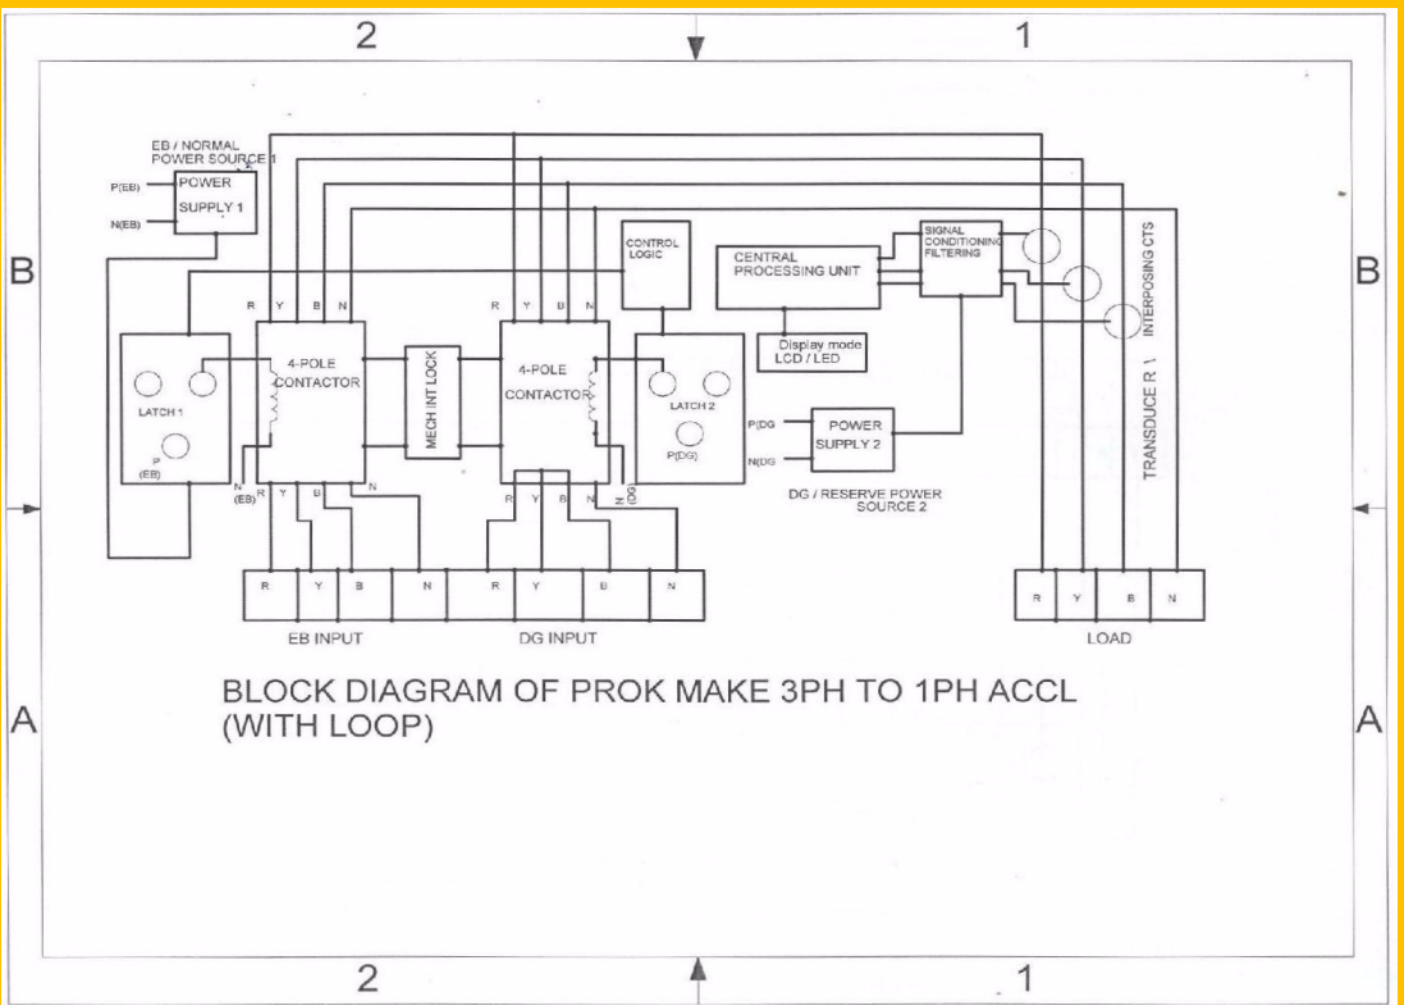 2 1
EB / NORMAL
POWER SOURCE 1
P(EB)
N(EB)
POWER
SUPPLY 1
B
B
CONTROL
LOGIC
CENTRAL
PROCESSING UNIT
SIGNAL
CONDITIONING
FILTERING
Display mode
LCD / LED
TRANSDUCE R \ INTERPOSING CTS
R Y B N
R Y B N
4-POLE
CONTACTOR
MECH INT LOCK
4-POLE
CONTACTOR
LATCH 1
P
(EB)
LATCH 2
P(DG)
P(DG
N(DG
POWER
SUPPLY 2
DG / RESERVE POWER
SOURCE 2
N
(EB)
R Y B N
R Y B N
N
(DG)
R Y B N R Y B N
EB INPUT DG INPUT
R Y B N
LOAD
BLOCK DIAGRAM OF PROK MAKE 3PH TO 1PH ACCL
(WITH LOOP)
A
A
2 1